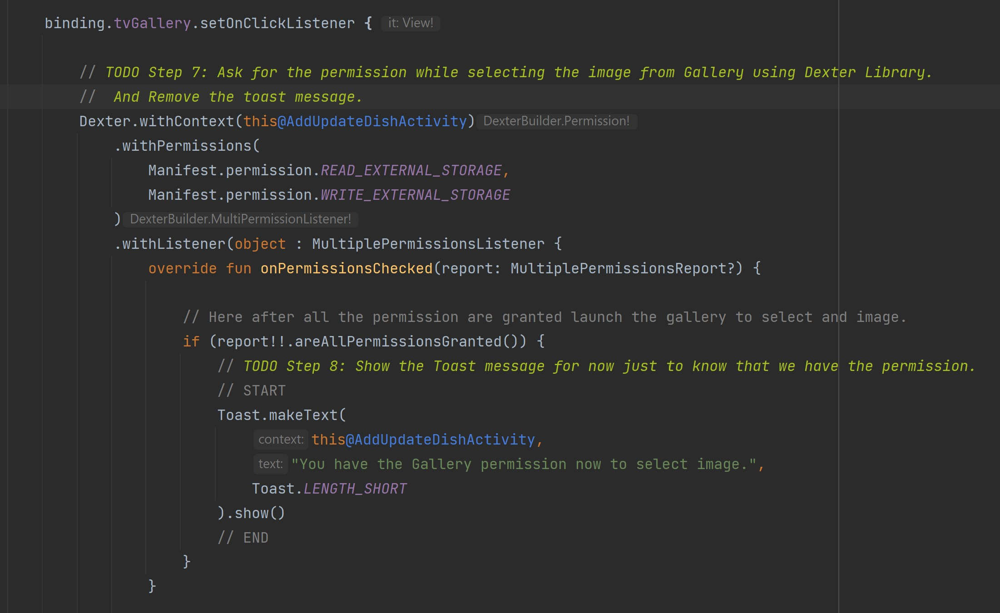 binding.tvGallery.setOnClickListener { it: View!
// TODO Step 7: Ask for the permission while selecting the image from Gallery using Dexter Library.
//  And Remove the toast message.
Dexter.withContext(this@AddUpdateDishActivity) DexterBuilder.Permission!
.withPermissions(
Manifest.permission.READ_EXTERNAL_STORAGE,
Manifest.permission.WRITE_EXTERNAL_STORAGE
) DexterBuilder.MultiPermissionListener!
.withListener(object : MultiplePermissionsListener {
override fun onPermissionsChecked(report: MultiplePermissionsReport?) {
// Here after all the permission are granted launch the gallery to select and image.
if (report!!.areAllPermissionsGranted()) {
// TODO Step 8: Show the Toast message for now just to know that we have the permission.
// START
Toast.makeText(
context: this@AddUpdateDishActivity,
text: "You have the Gallery permission now to select image.",
Toast.LENGTH_SHORT
).show()
// END
}
}